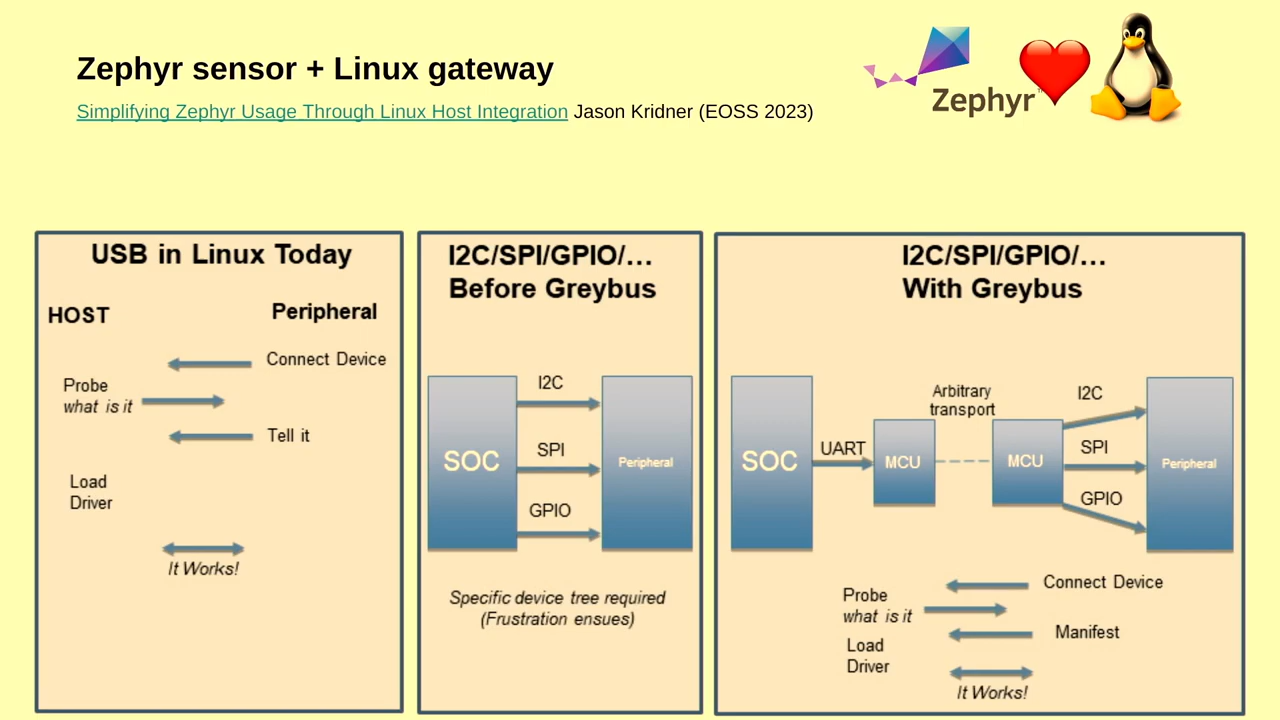 Zephyr sensor + Linux gateway
Simplifying Zephyr Usage Through Linux Host Integration Jason Kridner (EOSS 2023)
Zephyr™
USB in Linux Today
HOST
Peripheral
Connect Device
Probe
what is it
Tell it
Load
Driver
It Works!
I2C/SPI/GPIO/...
Before Greybus
SOC
I2C
SPI
GPIO
Peripheral
Specific device tree required
(Frustration ensues)
I2C/SPI/GPIO/...
With Greybus
SOC
UART
MCU
Arbitrary
transport
MCU
I2C
SPI
GPIO
Peripheral
Connect Device
Probe
what is it
Manifest
Load
Driver
It Works!